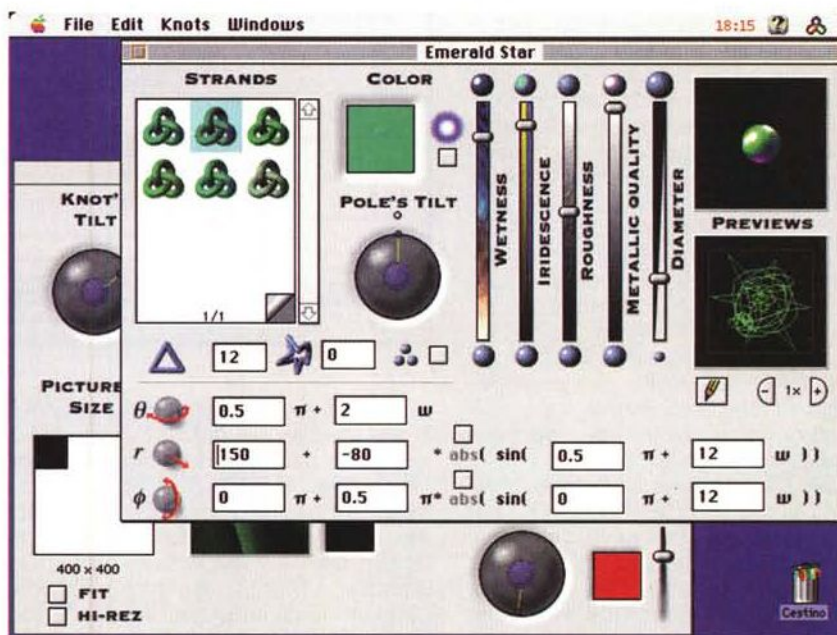 File Edit Knots Windows 18:15
Emerald Star
STRANDS
COLOR
KNOT'
TILT
POLE'S TILT
1/1
WETNESS
IRIDESCENCE
ROUGHNESS
METALLIC QUALITY
DIAMETER
PREVIEWS
12
0
1x
PICTURE
SIZE
θ 0.5 π + 2 w
r 150 + -80 * abs( sin( 0.5 π + 12 w ))
φ 0 π + 0.5 π* abs( sin( 0 π + 12 w ))
400 x 400
FIT
HI-REZ
Cestino